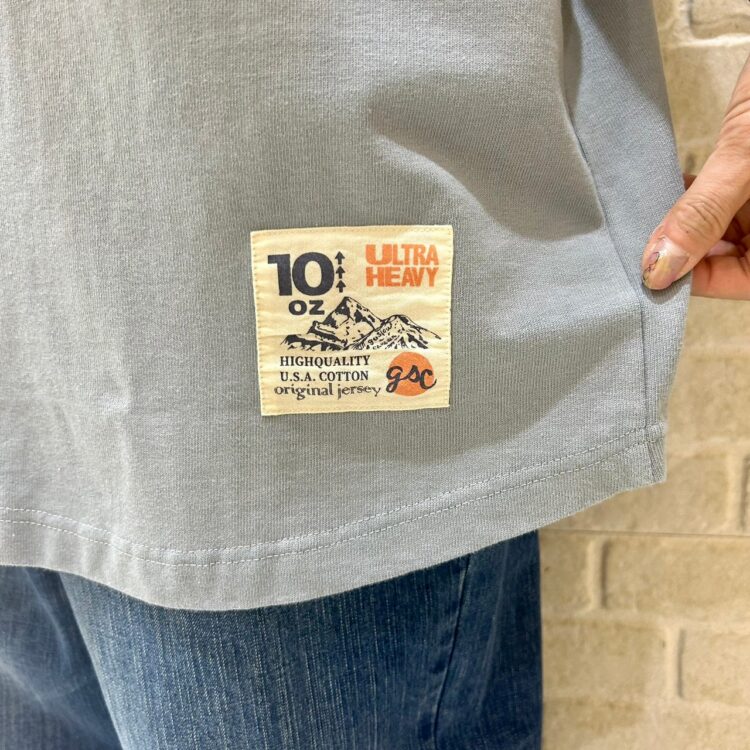 10
OZ
ULTRA
HEAVY
HIGHQUALITY
U.S.A. COTTON
original jersey
gsc